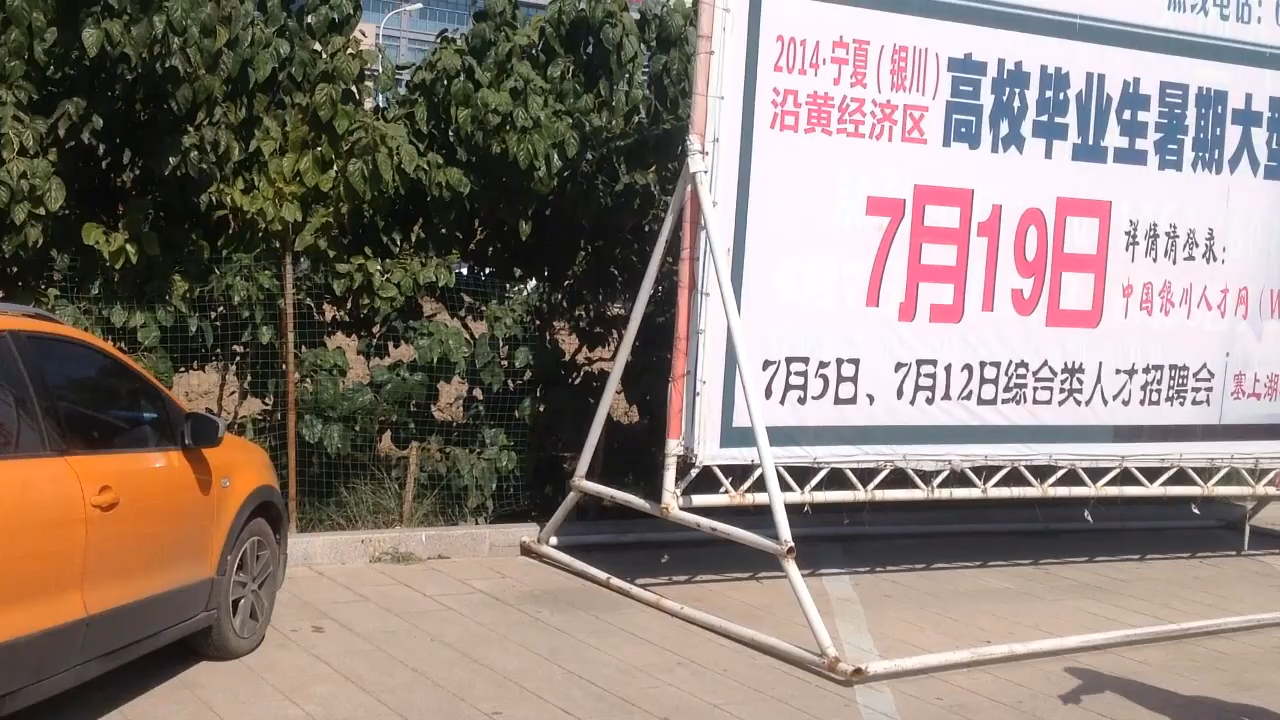 热线电话：
2014·宁夏（银川）
沿黄经济区
高校毕业生暑期大型
7月19日
详情请登录：
中国银川人才网（W
7月5日、7月12日综合类人才招聘会
塞上湖